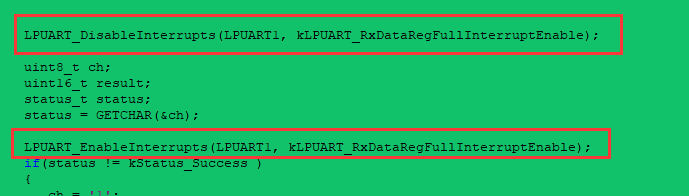 LPUART_DisableInterrupts(LPUART1, kLPUART_RxDataRegFullInterruptEnable);
uint8_t ch;
uint16_t result;
status_t status;
status = GETCHAR(&ch);
LPUART_EnableInterrupts(LPUART1, kLPUART_RxDataRegFullInterruptEnable);
if(status != kStatus_Success )
{
ch = '1';